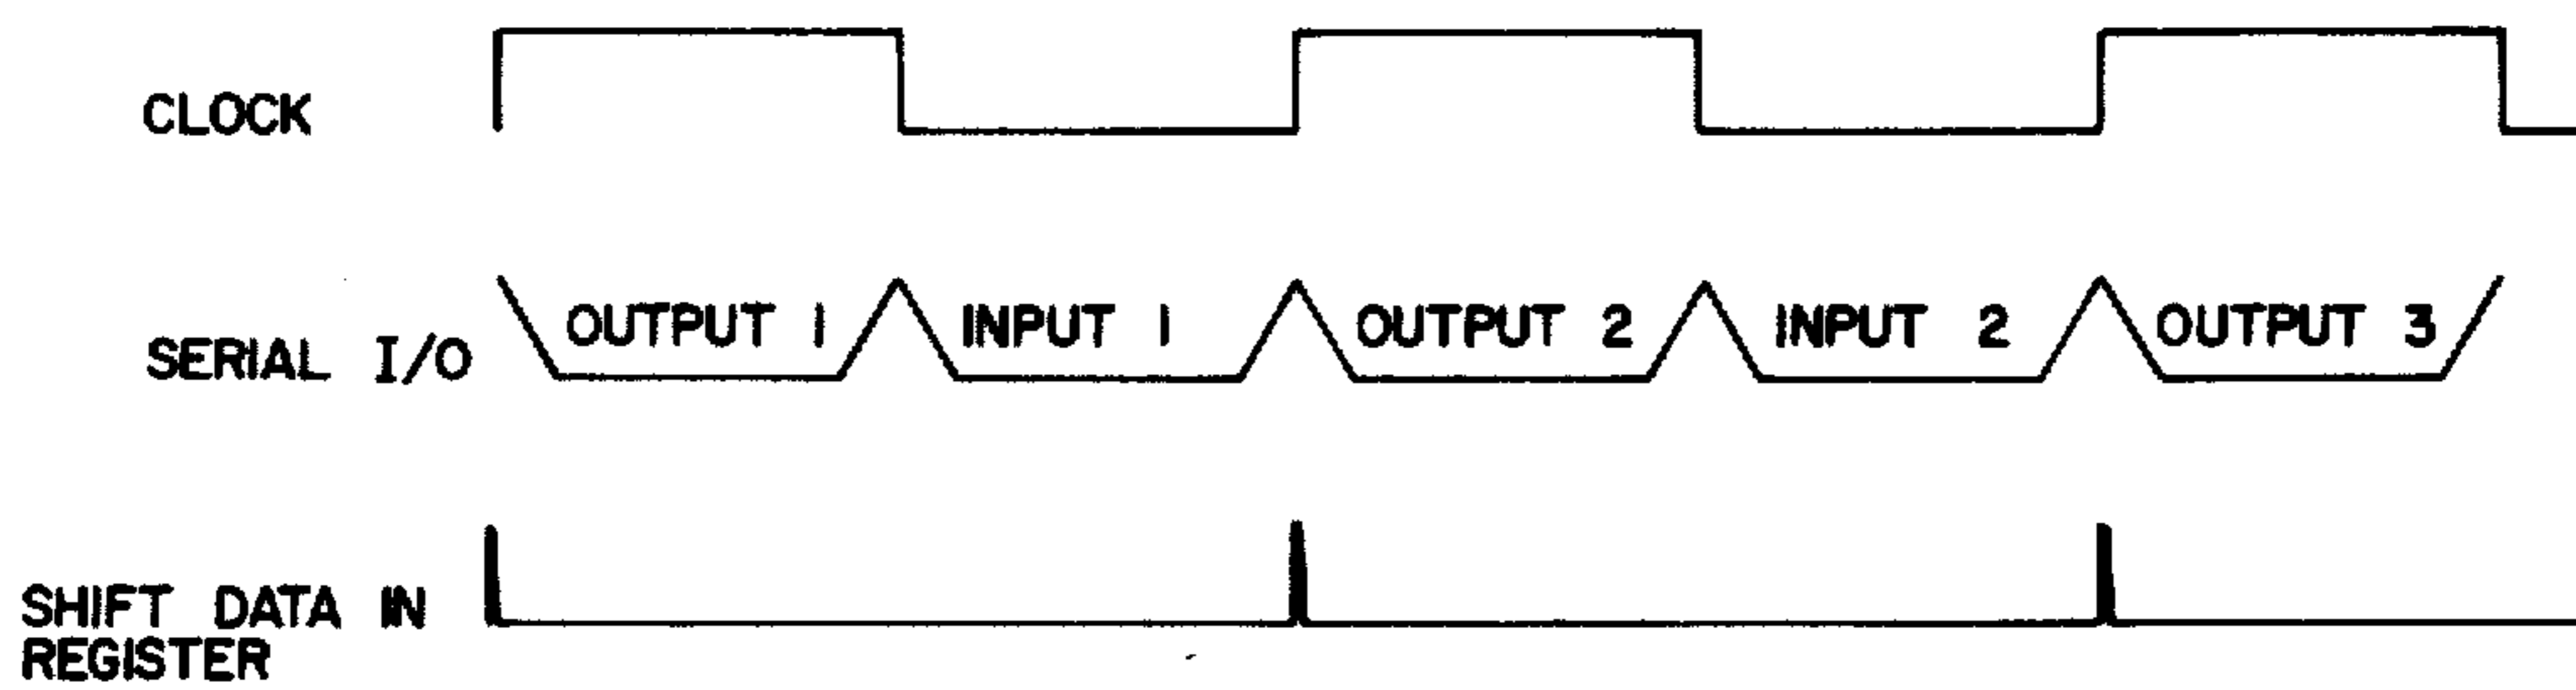 CLOCK
SERIAL I/O
OUTPUT 1
INPUT 1
OUTPUT 2
INPUT 2
OUTPUT 3
SHIFT DATA IN
REGISTER